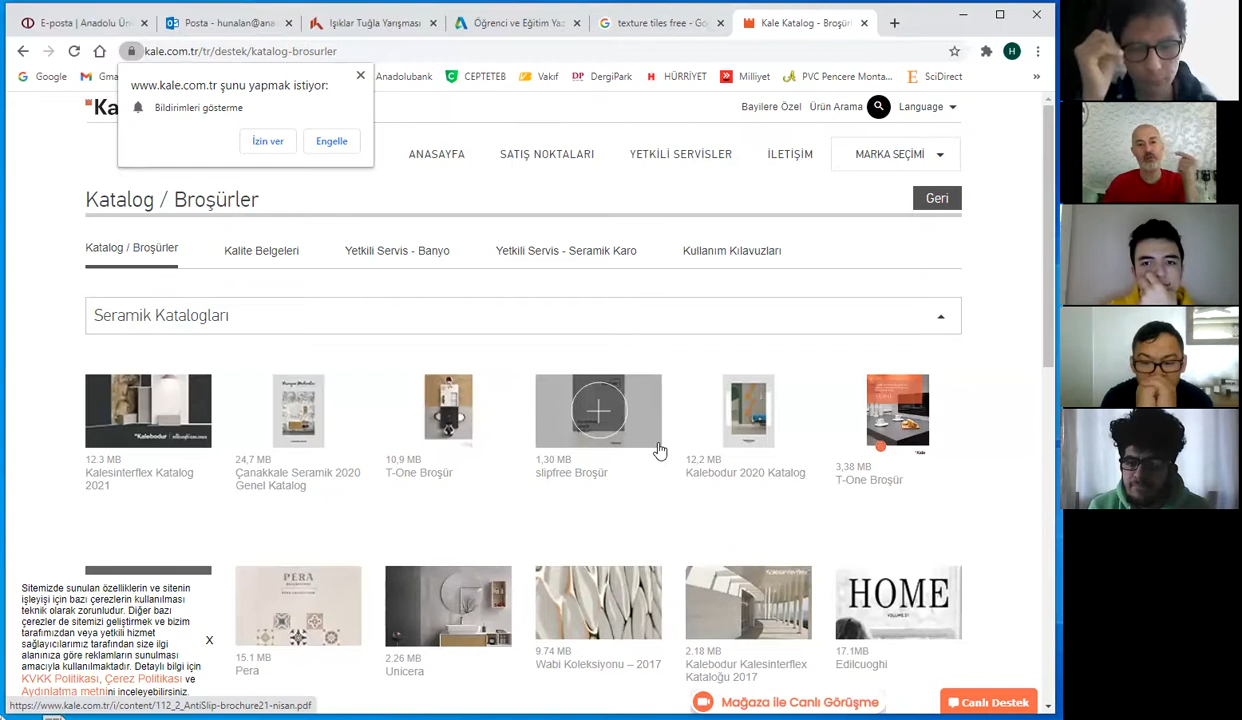 E-posta | Anadolu Üni
Posta - hunalan@ana
Işıklar Tuğla Yarışması
Öğrenci ve Eğitim Yaz
texture tiles free - Goo
Kale Katalog - Broşürl
kale.com.tr/tr/destek/katalog-brosurler
H
Google
Gma
Anadolubank
CEPTETEB
Vakıf
DergiPark
HÜRRİYET
Milliyet
PVC Pencere Monta...
SciDirect
»
www.kale.com.tr şunu yapmak istiyor:
Bildirimleri gösterme
İzin ver
Engelle
Ka
Bayilere Özel
Ürün Arama
Language
ANASAYFA
SATIŞ NOKTALARI
YETKİLİ SERVİSLER
İLETİŞİM
MARKA SEÇİMİ
Katalog / Broşürler
Geri
Katalog / Broşürler
Kalite Belgeleri
Yetkili Servis - Banyo
Yetkili Servis - Seramik Karo
Kullanım Kılavuzları
Seramik Katalogları
12.3 MB
Kalesinterflex Katalog
2021
24,7 MB
Çanakkale Seramik 2020
Genel Katalog
10,9 MB
T-One Broşür
1,30 MB
slipfree Broşür
12,2 MB
Kalebodur 2020 Katalog
3,38 MB
T-One Broşür
Sitemizde sunulan özelliklerin ve sitenin
işleyişi için bazı çerezlerin kullanılması
teknik olarak zorunludur. Diğer bazı
çerezler de sitemizi geliştirmek ve bizim
tarafımızdan veya yetkili hizmet
sağlayıcılarımız tarafından size ilgi
alanınıza göre reklamların sunulması
amacıyla kullanılmaktadır. Detaylı bilgi için
KVKK Politikası, Çerez Politikası ve
Aydınlatma metnini inceleyebilirsiniz.
X
PERA
15.1 MB
Pera
2.26 MB
Unicera
9.74 MB
Wabi Koleksiyonu – 2017
Kalesinterflex
2.18 MB
Kalebodur Kalesinterflex
Kataloğu 2017
HOME
17.1MB
Edilcuoghi
https://www.kale.com.tr/i/content/112_2_AntiSlip-brochure21-nisan.pdf
Mağaza ile Canlı Görüşme
Canlı Destek